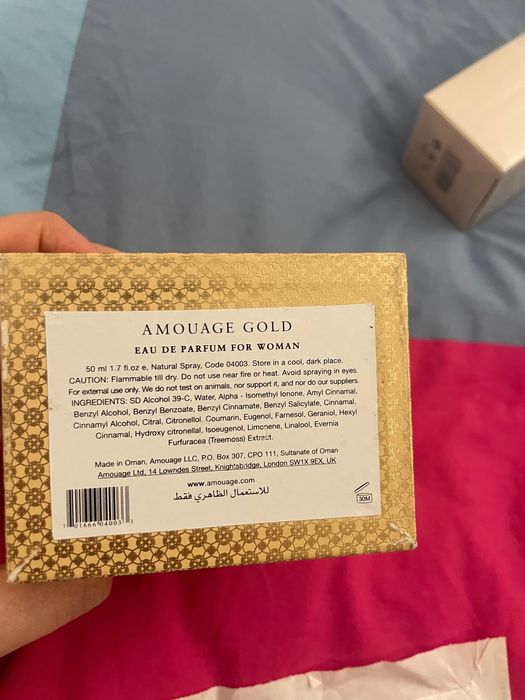 AMOUAGE GOLD
EAU DE PARFUM FOR WOMAN
50 ml 1.7 fl.oz e, Natural Spray, Code 04003. Store in a cool, dark place.
CAUTION: Flammable till dry. Do not use near fire or heat. Avoid spraying in eyes.
For external use only. We do not test on animals, nor support it, and nor do our suppliers.
INGREDIENTS: SD Alcohol 39-C, Water, Alpha - Isomethyl Ionone, Amyl Cinnamal,
Benzyl Alcohol, Benzyl Benzoate, Benzyl Cinnamate, Benzyl Salicylate, Cinnamal,
Cinnamyl Alcohol, Citral, Citronellol, Coumarin, Eugenol, Farnesol, Geraniol, Hexyl
Cinnamal, Hydroxy citronellal, Isoeugenol, Limonene, Linalool, Evernia
Furfuracea (Treemoss) Extract.
Made in Oman, Amouage LLC, P.O. Box 307, CPO 111, Sultanate of Oman
Amouage Ltd, 14 Lowndes Street, Knightsbridge, London SW1X 9EX, UK
www.amouage.com
للاستعمال الظاهري فقط
7 01666 04003 3
30M